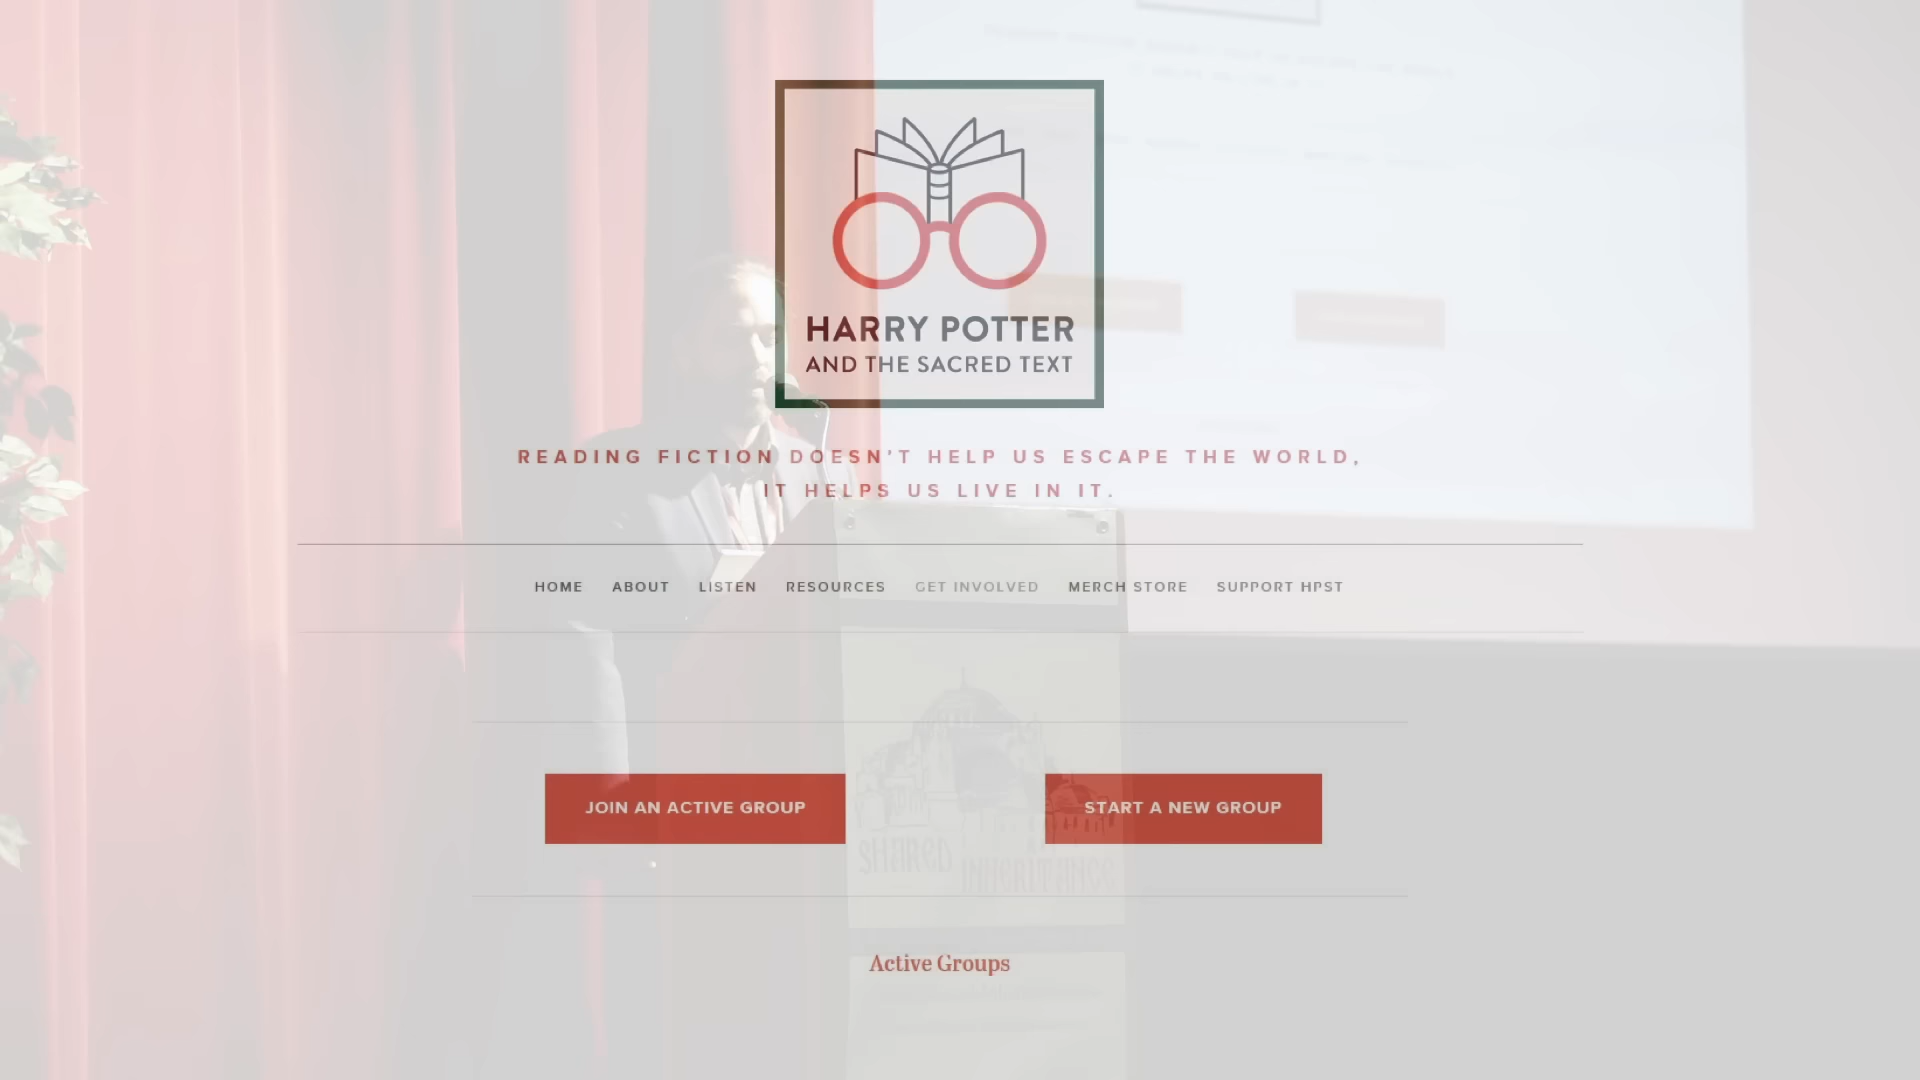 HARRY POTTER
AND THE SACRED TEXT
READING FICTION DOESN'T HELP US ESCAPE THE WORLD,
IT HELPS US LIVE IN IT.
HOME ABOUT LISTEN RESOURCES GET INVOLVED MERCH STORE SUPPORT HPST
JOIN AN ACTIVE GROUP START A NEW GROUP
SHARED INHERITANCE
Active Groups